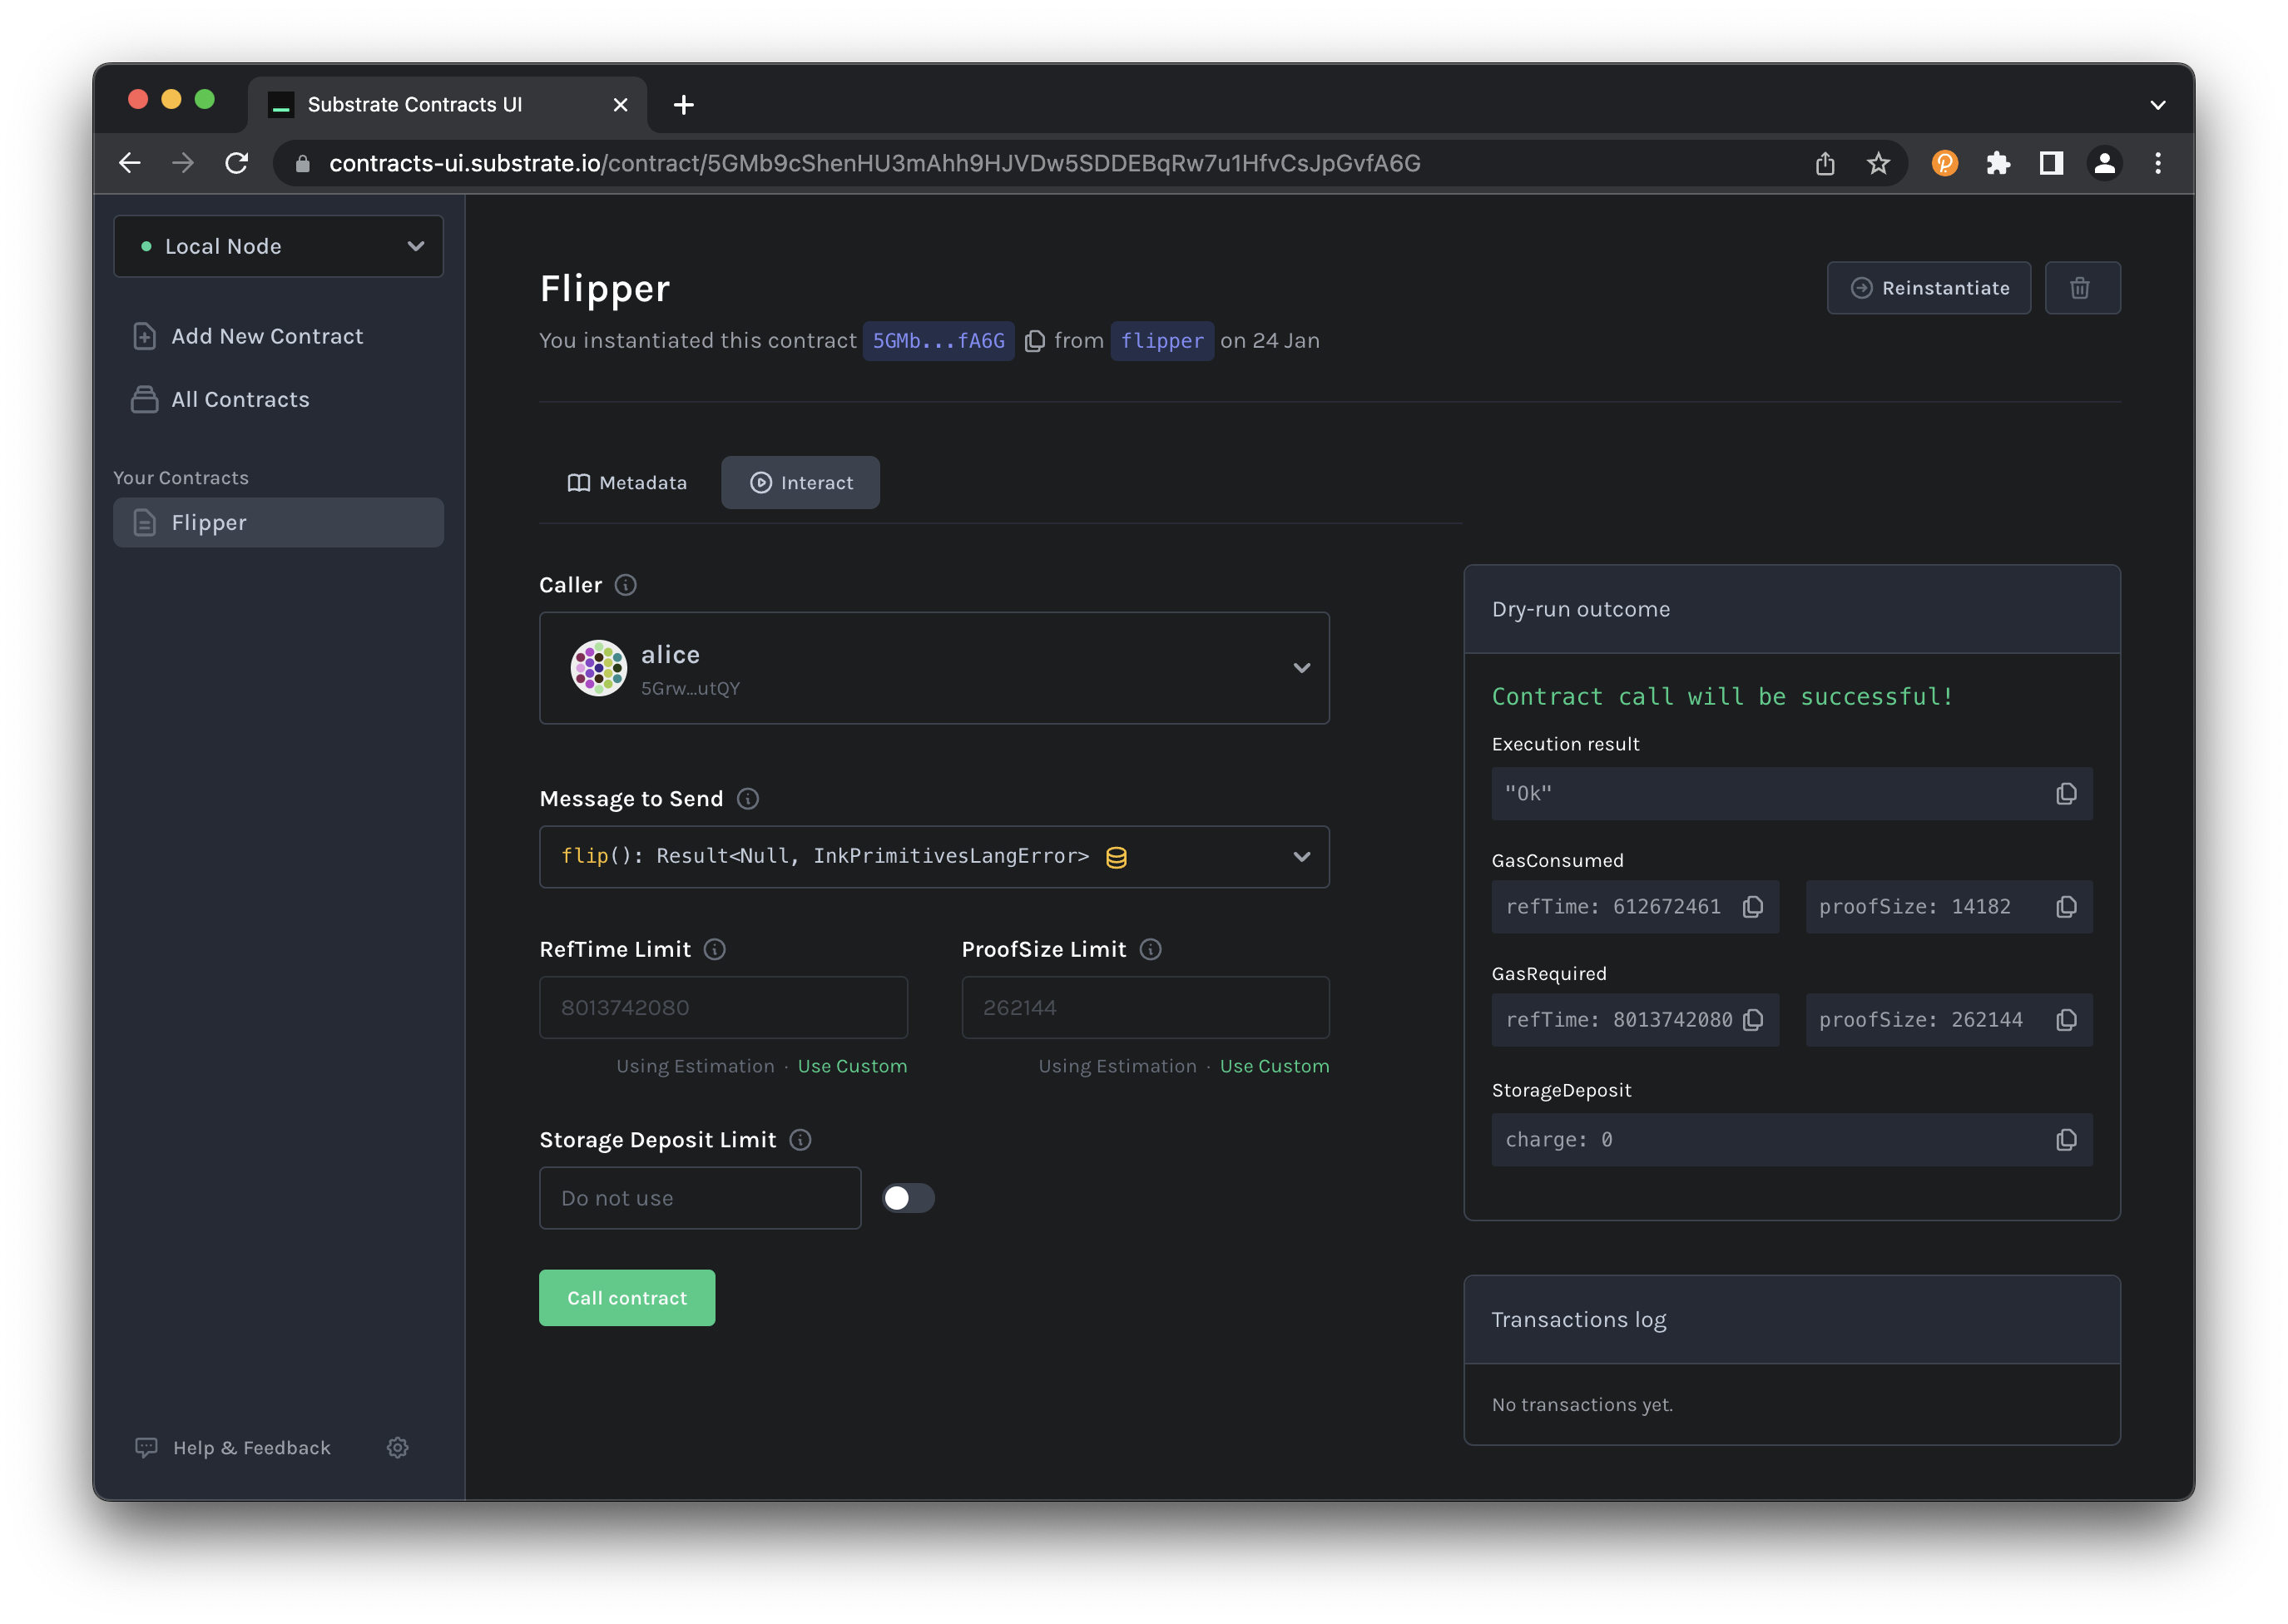 Substrate Contracts UI
contracts-ui.substrate.io/contract/5GMb9cShenHU3mAhh9HJVDw5SDDEBqRw7u1HfvCsJpGvfA6G
Local Node
Add New Contract
All Contracts
Your Contracts
Flipper
Help & Feedback
Flipper
You instantiated this contract 5GMb...fA6G from flipper on 24 Jan
Reinstantiate
Metadata
Interact
Caller
alice
5Grw...utQY
Message to Send
flip(): Result<Null, InkPrimitivesLangError>
RefTime Limit
8013742080
Using Estimation · Use Custom
ProofSize Limit
262144
Using Estimation · Use Custom
Storage Deposit Limit
Do not use
Call contract
Dry-run outcome
Contract call will be successful!
Execution result
"Ok"
GasConsumed
refTime: 612672461
proofSize: 14182
GasRequired
refTime: 8013742080
proofSize: 262144
StorageDeposit
charge: 0
Transactions log
No transactions yet.